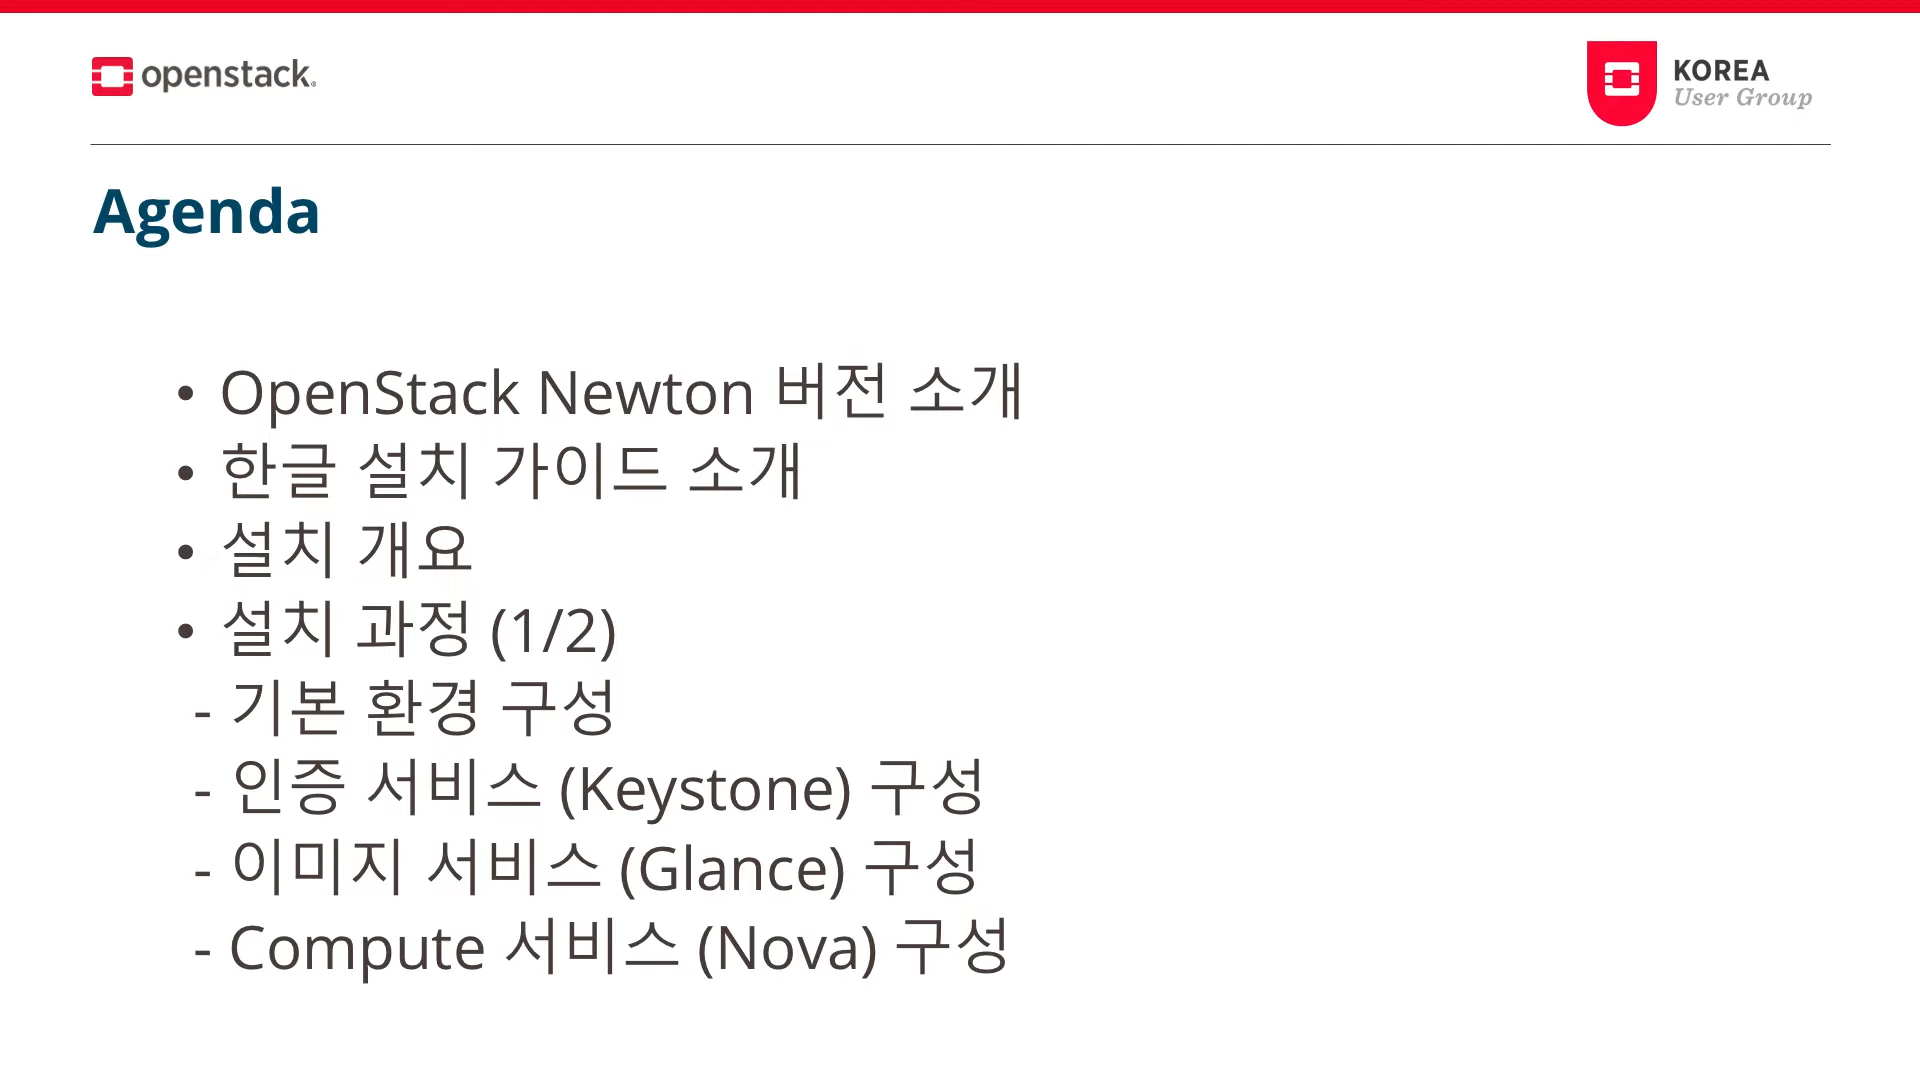 openstack.
KOREA
User Group
Agenda
• OpenStack Newton 버전 소개
• 한글 설치 가이드 소개
• 설치 개요
• 설치 과정 (1/2)
- 기본 환경 구성
- 인증 서비스 (Keystone) 구성
- 이미지 서비스 (Glance) 구성
- Compute 서비스 (Nova) 구성